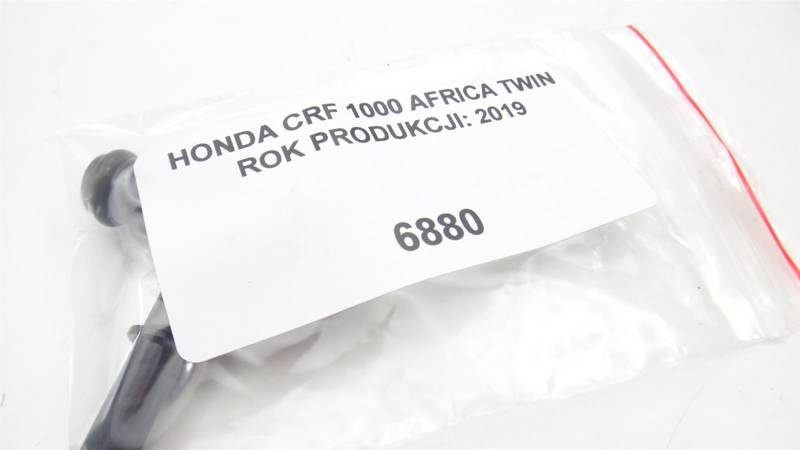 HONDA CRF 1000 AFRICA TWIN
ROK PRODUKCJI: 2019
6880